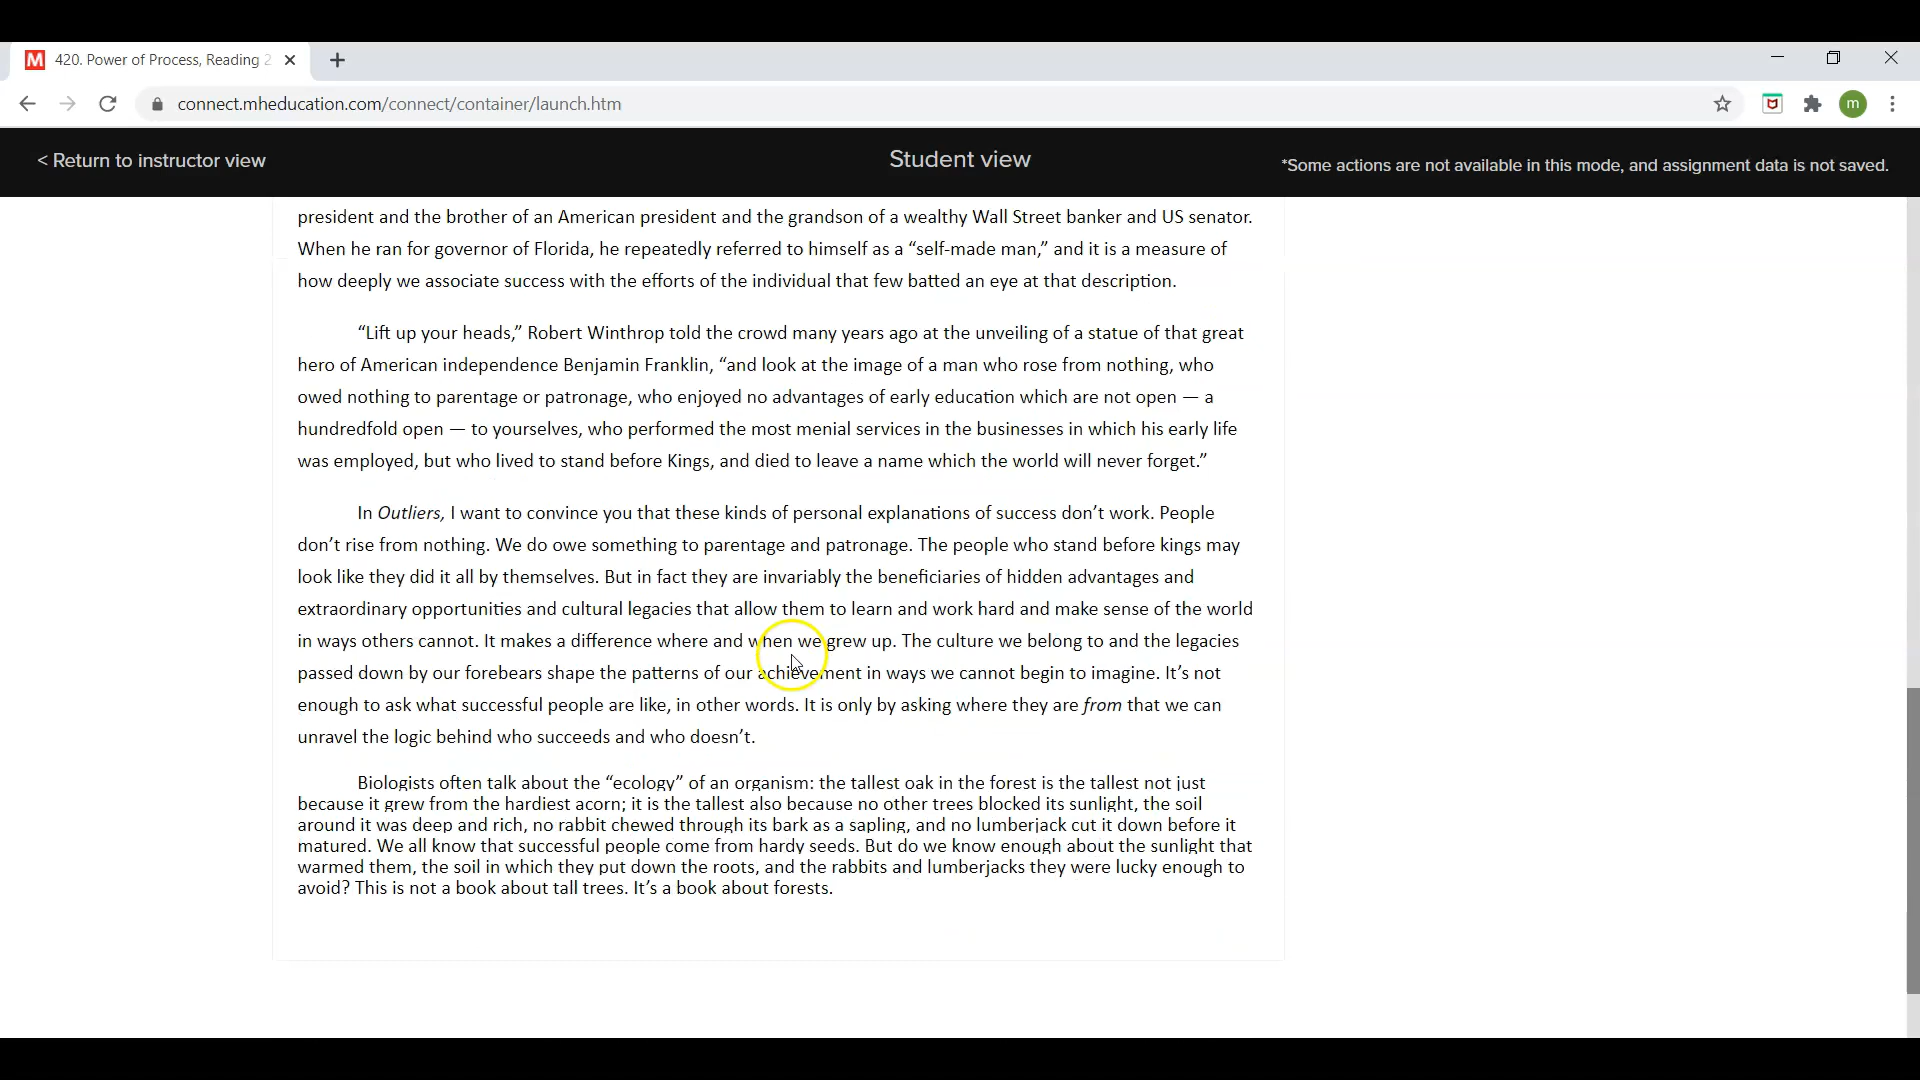 420. Power of Process, Reading 2
connect.mheducation.com/connect/container/launch.htm
m
< Return to instructor view
Student view
*Some actions are not available in this mode, and assignment data is not saved.
president and the brother of an American president and the grandson of a wealthy Wall Street banker and US senator.
When he ran for governor of Florida, he repeatedly referred to himself as a “self-made man,” and it is a measure of
how deeply we associate success with the efforts of the individual that few batted an eye at that description.
“Lift up your heads,” Robert Winthrop told the crowd many years ago at the unveiling of a statue of that great
hero of American independence Benjamin Franklin, “and look at the image of a man who rose from nothing, who
owed nothing to parentage or patronage, who enjoyed no advantages of early education which are not open — a
hundredfold open — to yourselves, who performed the most menial services in the businesses in which his early life
was employed, but who lived to stand before Kings, and died to leave a name which the world will never forget.”
In Outliers, I want to convince you that these kinds of personal explanations of success don’t work. People
don’t rise from nothing. We do owe something to parentage and patronage. The people who stand before kings may
look like they did it all by themselves. But in fact they are invariably the beneficiaries of hidden advantages and
extraordinary opportunities and cultural legacies that allow them to learn and work hard and make sense of the world
in ways others cannot. It makes a difference where and when we grew up. The culture we belong to and the legacies
passed down by our forebears shape the patterns of our achievement in ways we cannot begin to imagine. It’s not
enough to ask what successful people are like, in other words. It is only by asking where they are from that we can
unravel the logic behind who succeeds and who doesn’t.
Biologists often talk about the “ecology” of an organism: the tallest oak in the forest is the tallest not just
because it grew from the hardiest acorn; it is the tallest also because no other trees blocked its sunlight, the soil
around it was deep and rich, no rabbit chewed through its bark as a sapling, and no lumberjack cut it down before it
matured. We all know that successful people come from hardy seeds. But do we know enough about the sunlight that
warmed them, the soil in which they put down the roots, and the rabbits and lumberjacks they were lucky enough to
avoid? This is not a book about tall trees. It’s a book about forests.